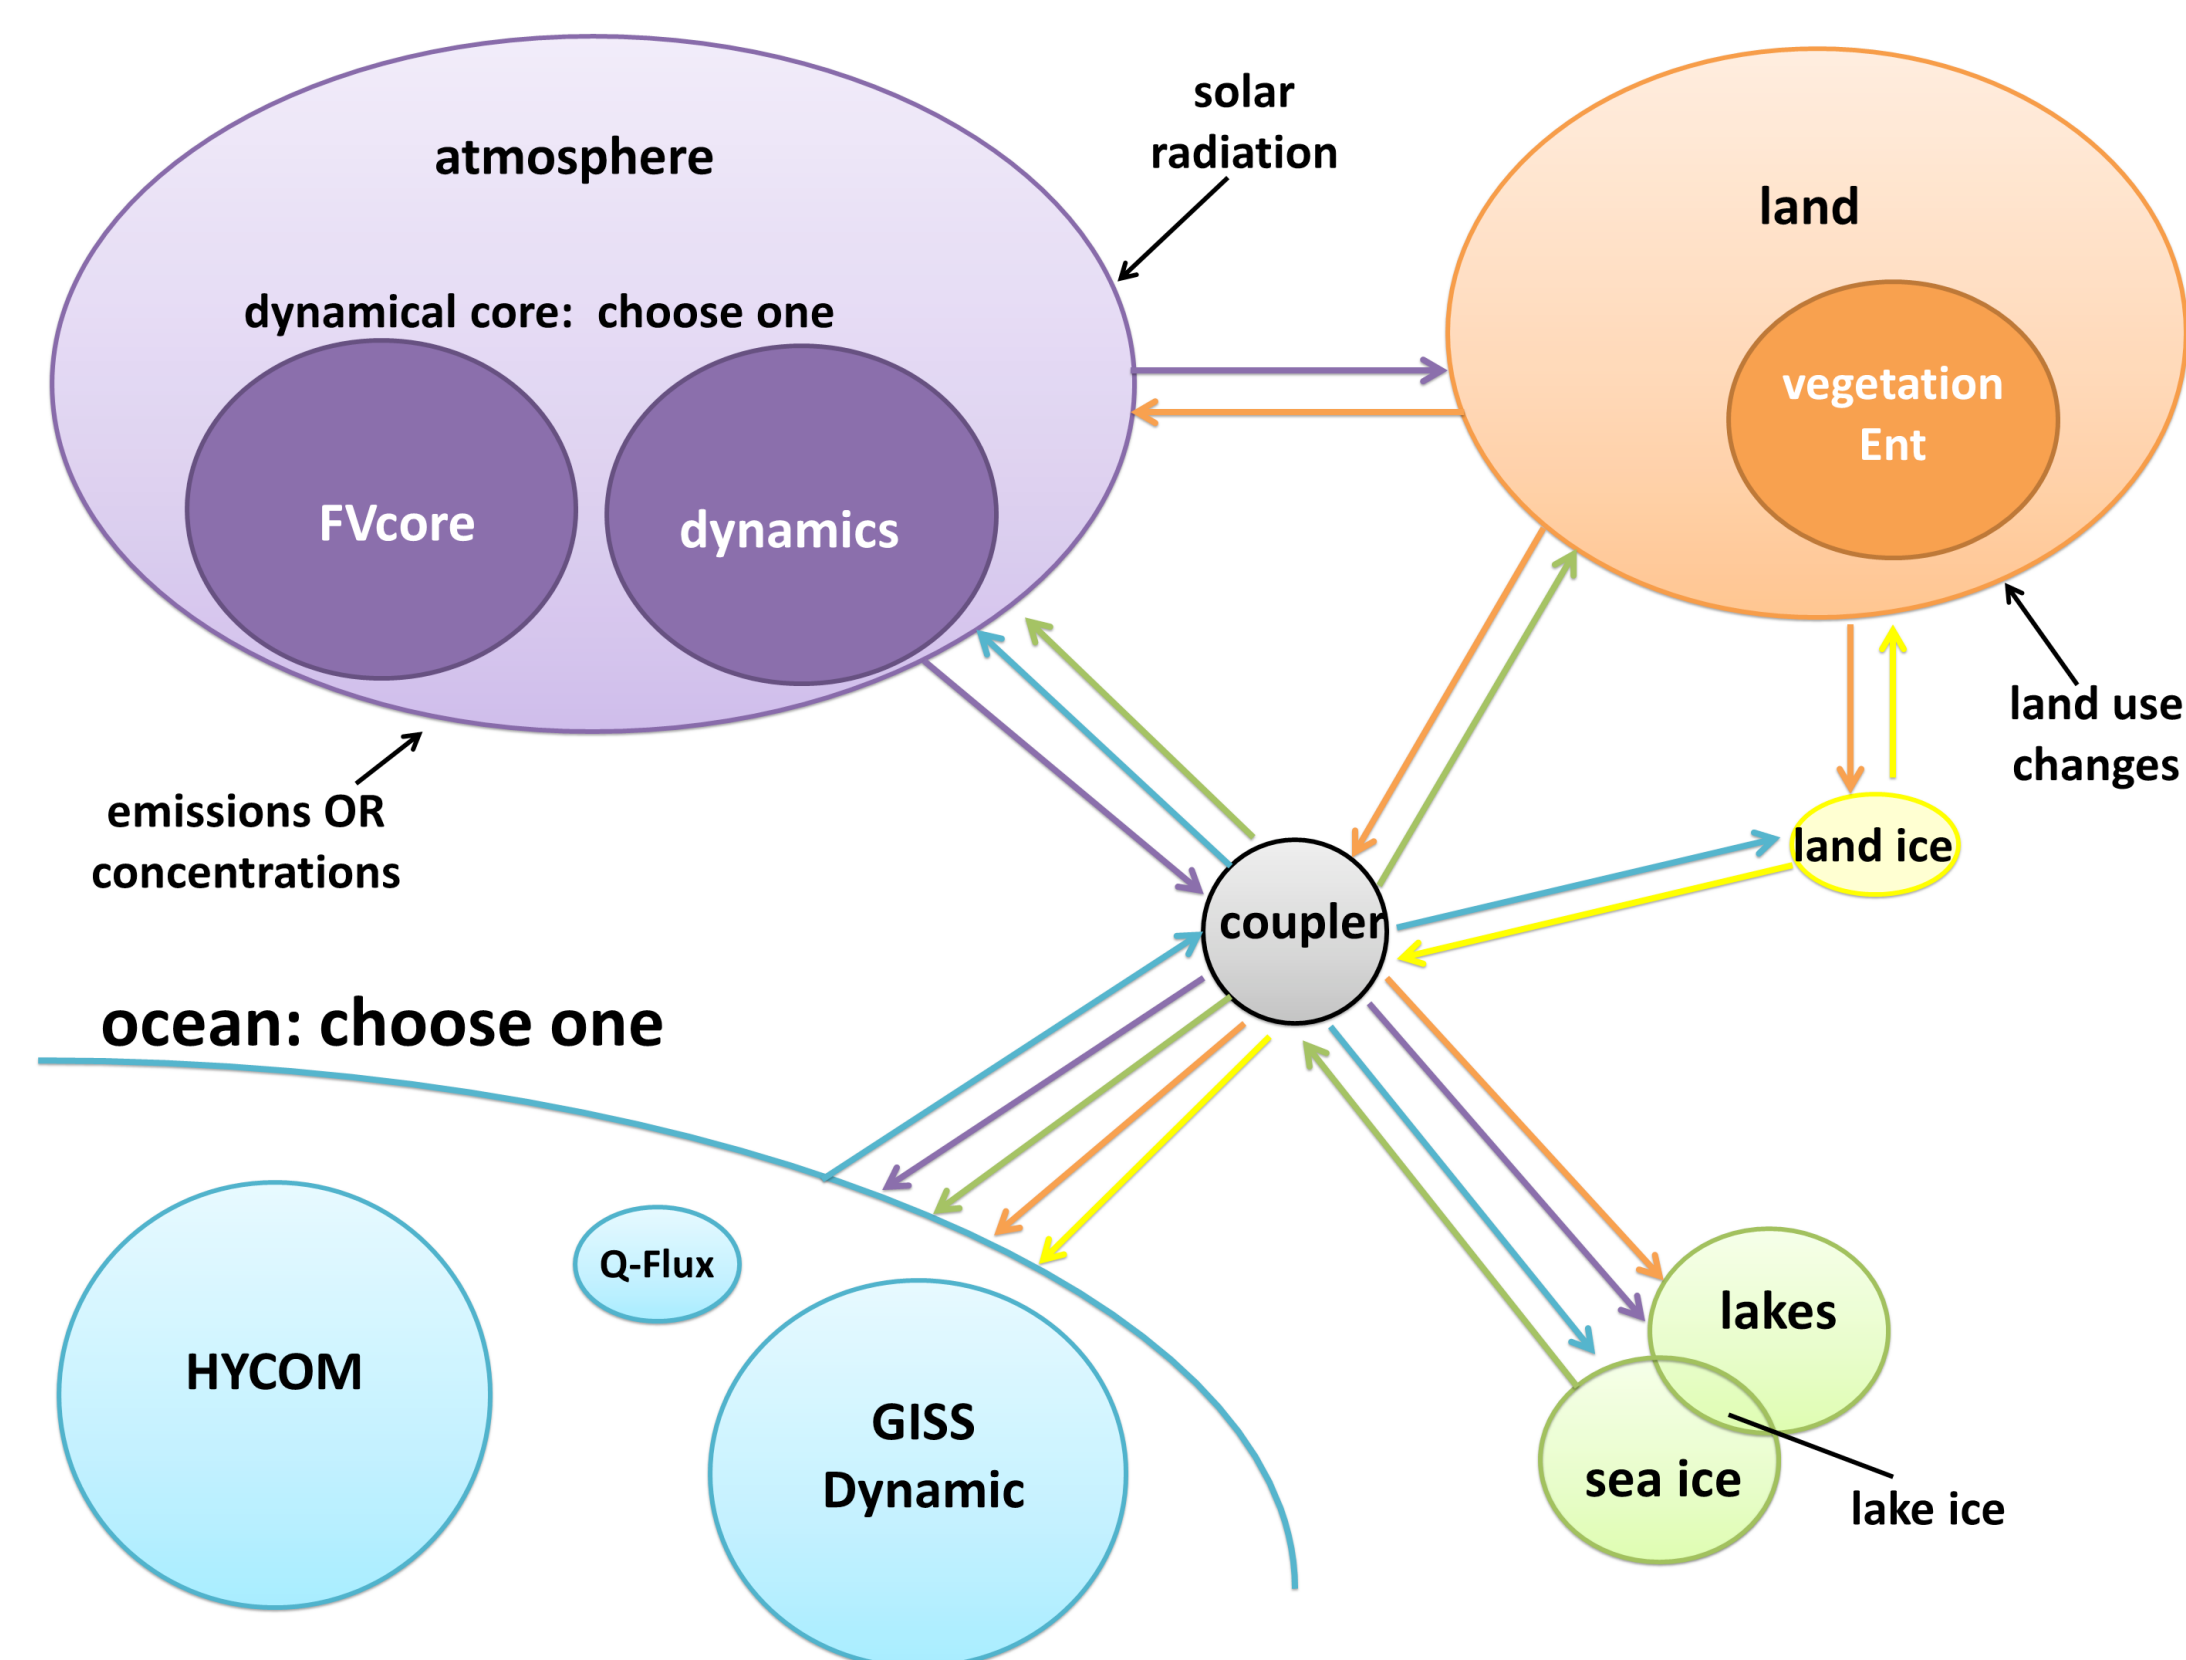 solar
radiation
atmosphere
land
dynamical core: choose one
vegetation
Ent
FVcore
dynamics
land use
changes
emissions OR
concentrations
land ice
coupler
ocean: choose one
Q-Flux
HYCOM
GISS
Dynamic
lakes
sea ice
lake ice